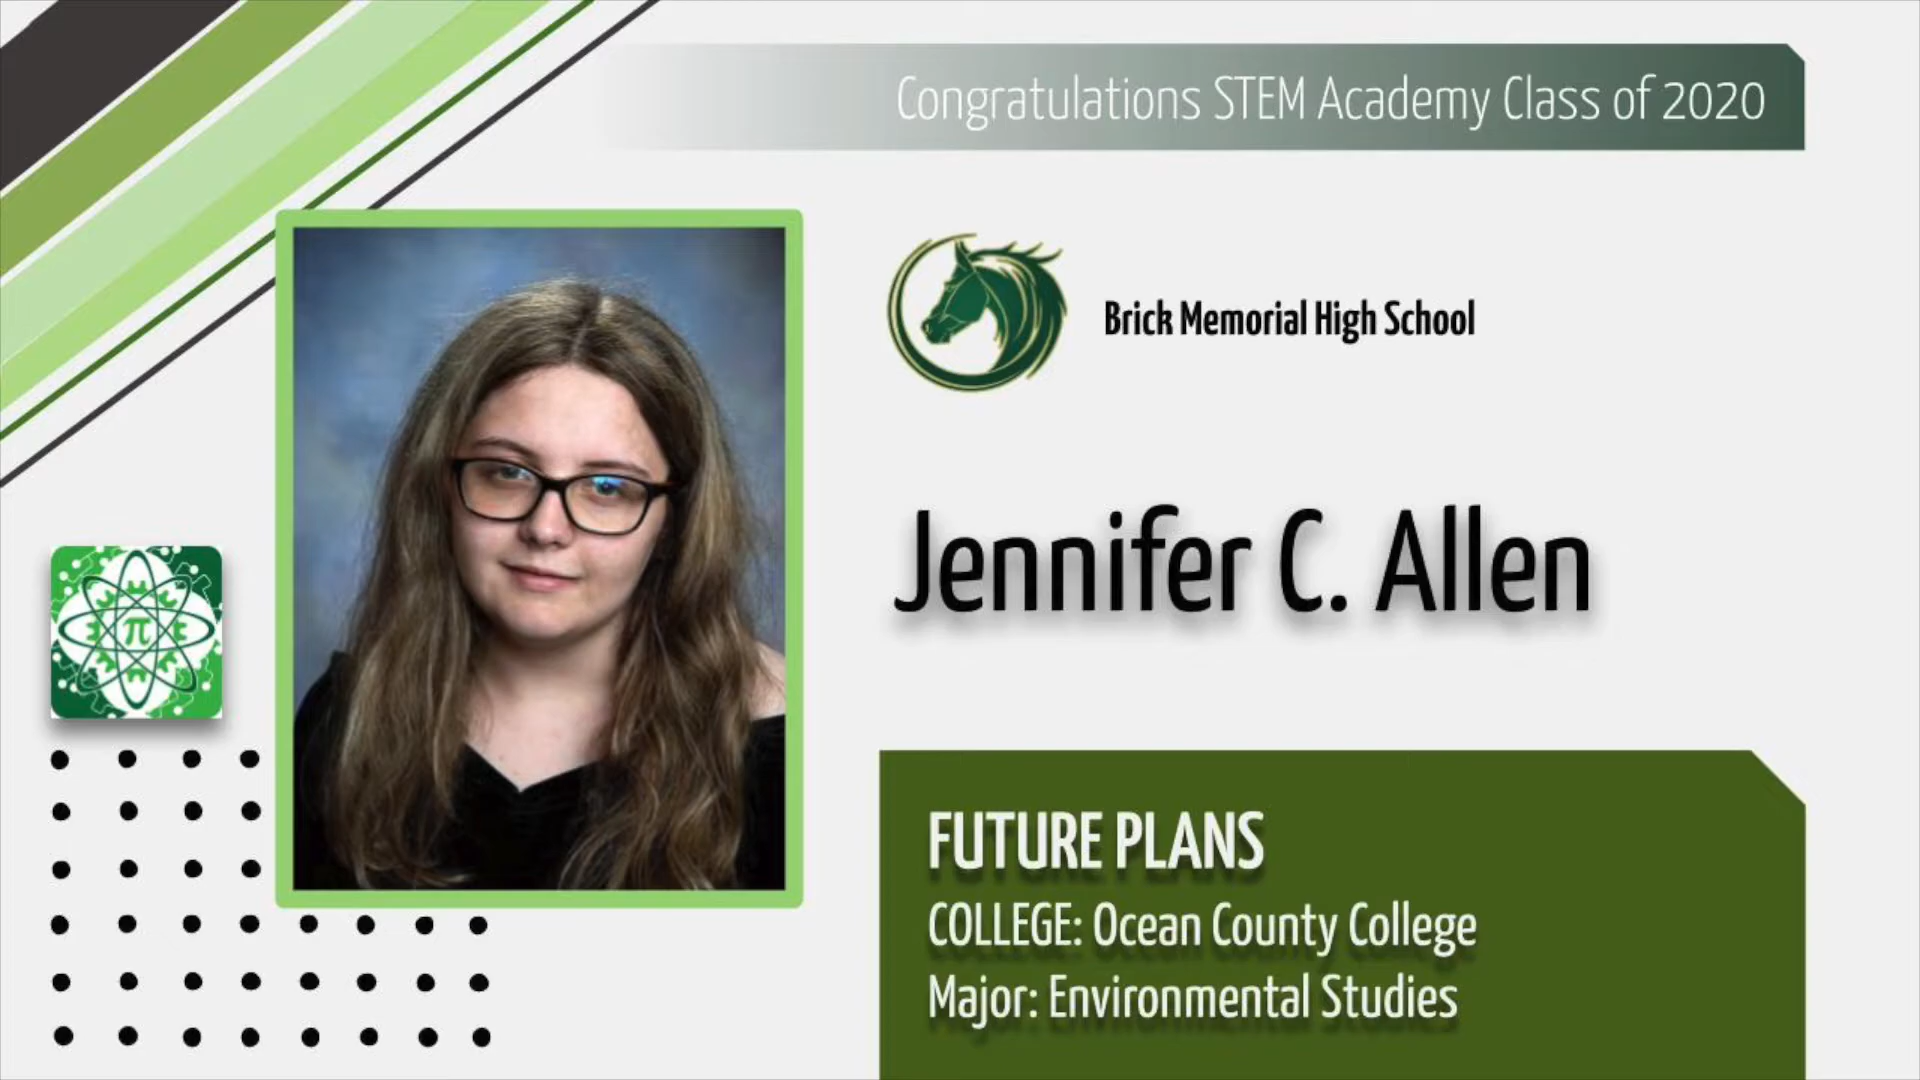 Congratulations STEM Academy Class of 2020
Brick Memorial High School
Jennifer C. Allen
π
FUTURE PLANS
COLLEGE: Ocean County College
Major: Environmental Studies